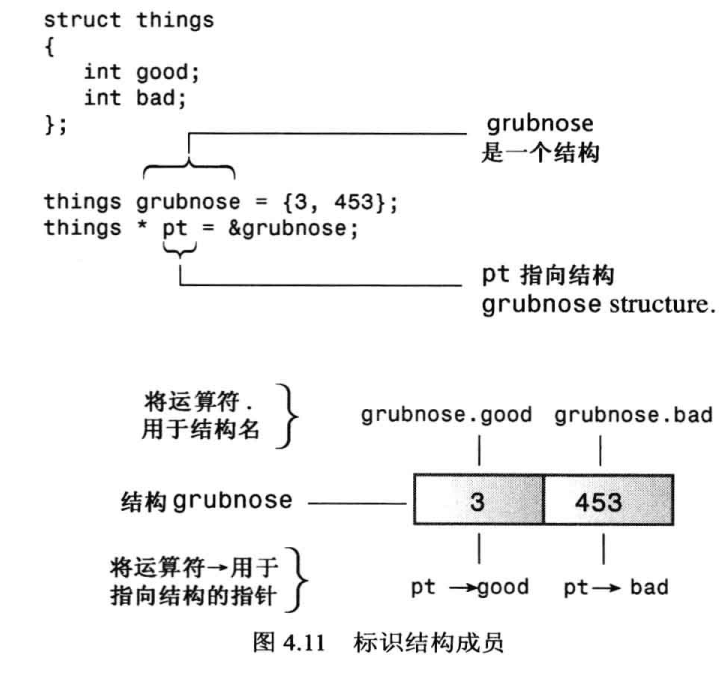 struct things
{
int good;
int bad;
};
grubnose
是一个结构
things grubnose = {3, 453};
things * pt = &grubnose;
pt 指向结构
grubnose structure.
将运算符 .
用于结构名
grubnose.good grubnose.bad
结构 grubnose 3 453
将运算符→用于
指向结构的指针
pt →good pt→ bad
图 4.11 标识结构成员